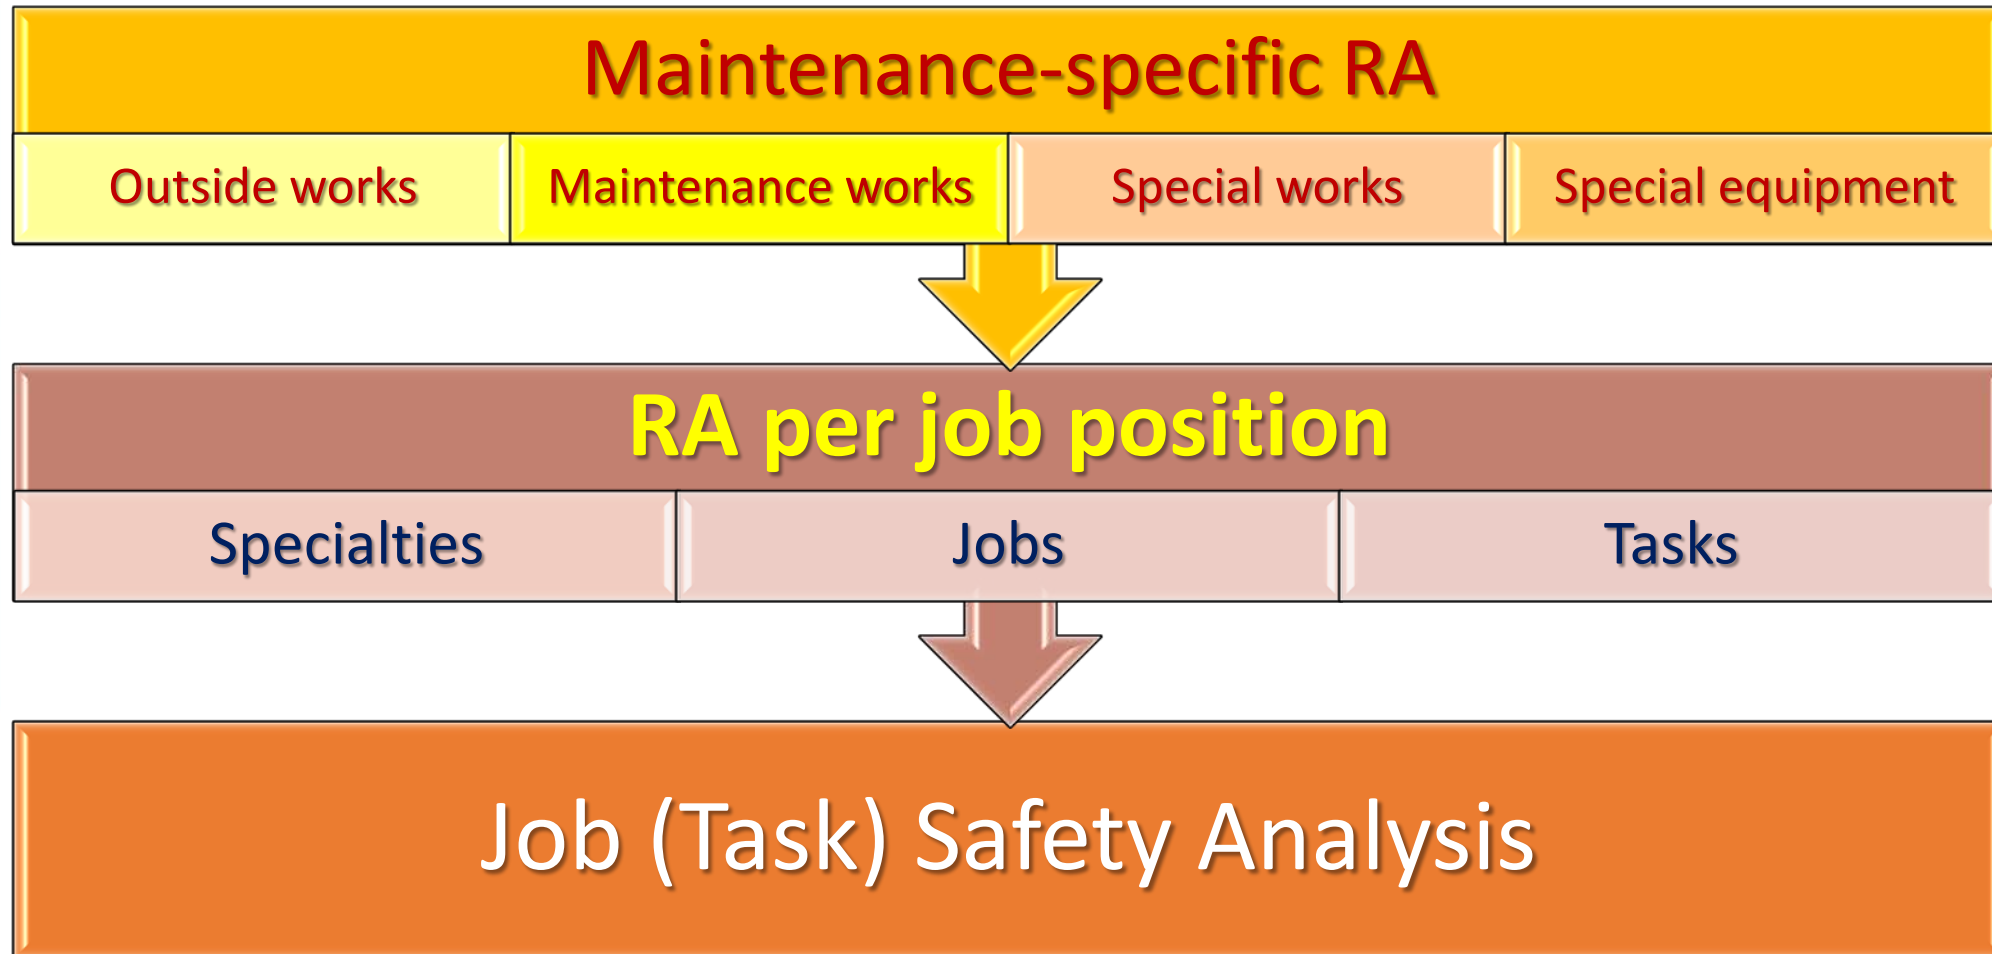 Maintenance-specific RA
Outside works
Maintenance works
Special works
Special equipment
RA per job position
Specialties
Jobs
Tasks
Job (Task) Safety Analysis